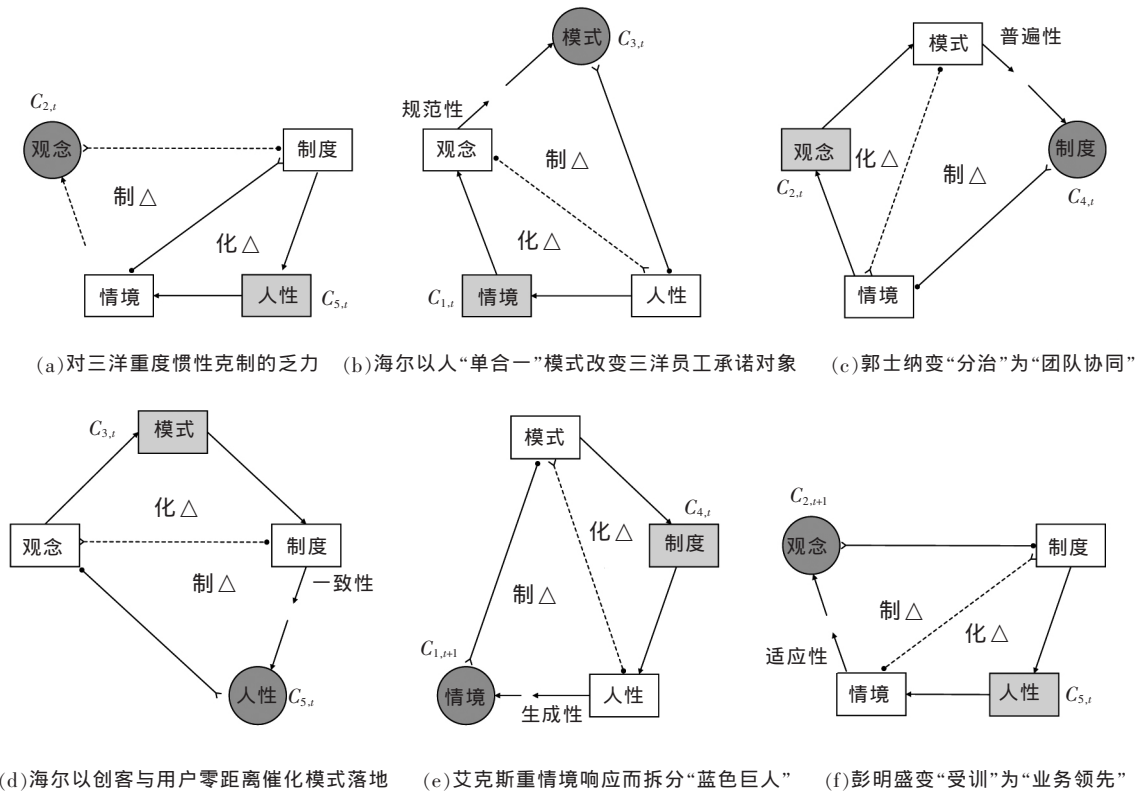 模式
C3,t
规范性
观念
制△
化△
C1,t
情境
人性
模式
普遍性
观念
化△
制△
制度
C2,t
C4,t
情境
C2,t
观念
制度
制△
化△
情境
人性
C5,t
(a)对三洋重度惯性克制的乏力
(b)海尔以人“单合一”模式改变三洋员工承诺对象
(c)郭士纳变“分治”为“团队协同”
C3,t
模式
化△
观念
制度
制△
一致性
人性
C5,t
模式
C4,t
化△
制度
制△
C1,t+1
情境
生成性
人性
C2,t+1
观念
制度
制△
化△
适应性
情境
人性
C5,t
(d)海尔以创客与用户零距离催化模式落地
(e)艾克斯重情境响应而拆分“蓝色巨人”
(f)彭明盛变“受训”为“业务领先”